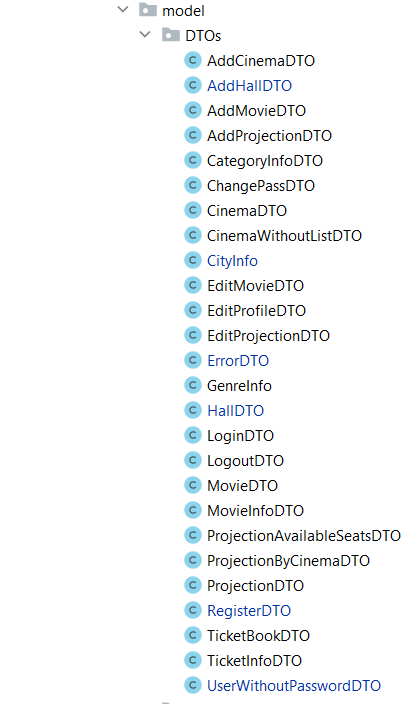 model
DTOs
AddCinemaDTO
AddHallDTO
AddMovieDTO
AddProjectionDTO
CategoryInfoDTO
ChangePassDTO
CinemaDTO
CinemaWithoutListDTO
CityInfo
EditMovieDTO
EditProfileDTO
EditProjectionDTO
ErrorDTO
GenreInfo
HallDTO
LoginDTO
LogoutDTO
MovieDTO
MovieInfoDTO
ProjectionAvailableSeatsDTO
ProjectionByCinemaDTO
ProjectionDTO
RegisterDTO
TicketBookDTO
TicketInfoDTO
UserWithoutPasswordDTO